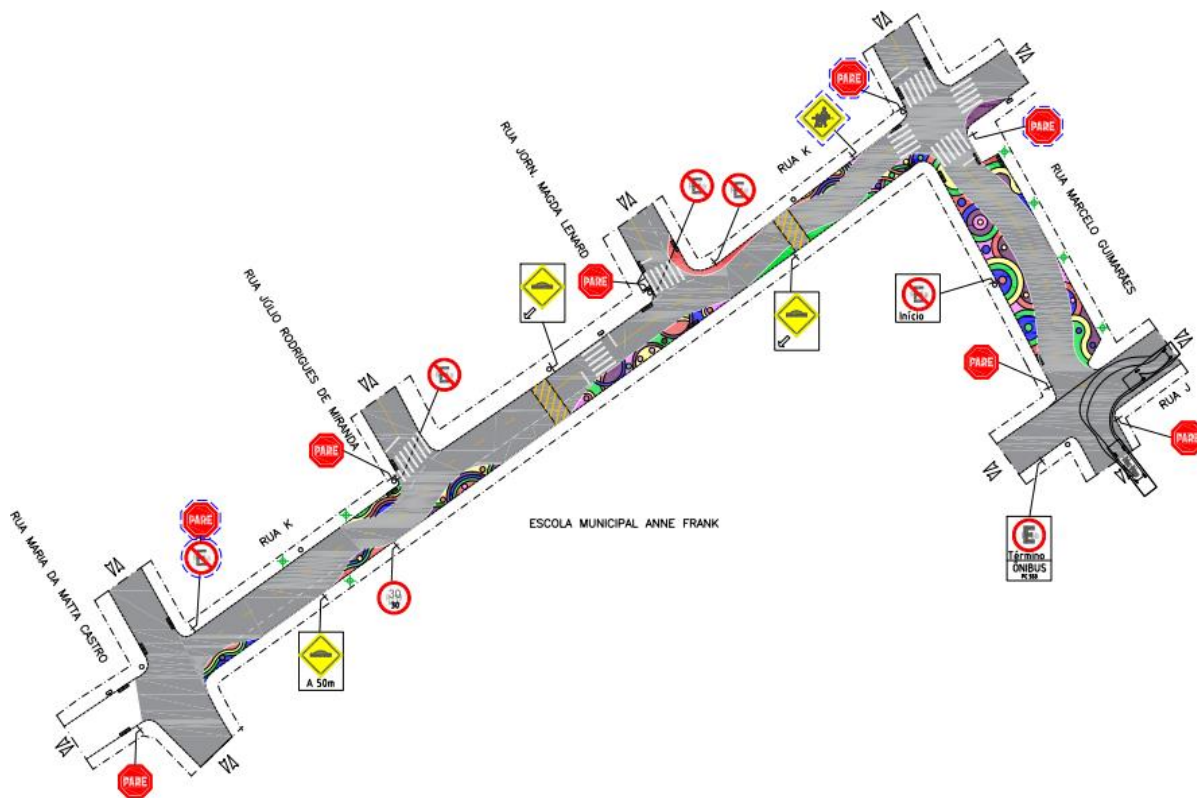 PARE
PARE
RUA K
RUA JORN. MAGDA LENARD
E
E
RUA MARCELO GUIMARÃES
PARE
E
Início
RUA JÚLIO RODRIGUES DE MIRANDA
E
PARE
RUA J
PARE
PARE
PARE
RUA K
E
ESCOLA MUNICIPAL ANNE FRANK
RUA MARIA DA MATTA CASTRO
E
Término
ÔNIBUS
30
30
A 50m
PARE